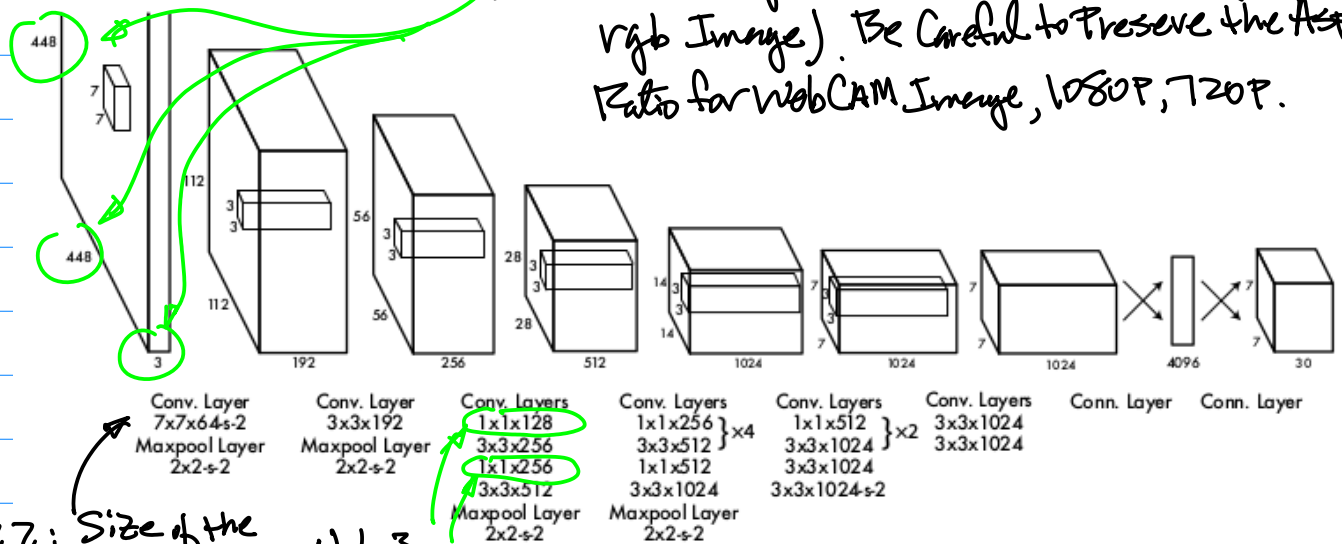 rgb Image). Be Careful to Preserve the
Ratio for WebCAM Image, 1080P, 720P.
448
7
7
448
3
112
3
3
112
192
56
3
3
56
256
28
3
3
28
512
14
3
3
14
1024
7
3
3
7
1024
7
7
1024
4096
7
7
30
Conv. Layer
7x7x64-s-2
Maxpool Layer
2x2-s-2
Conv. Layer
3x3x192
Maxpool Layer
2x2-s-2
Conv. Layers
1x1x128
3x3x256
1x1x256
3x3x512
Maxpool Layer
2x2-s-2
Conv. Layers
1x1x256
3x3x512
}x4
1x1x512
3x3x1024
Maxpool Layer
2x2-s-2
Conv. Layers
1x1x512
3x3x1024
}x2
3x3x1024
3x3x1024-s-2
Conv. Layers
3x3x1024
3x3x1024
Conn. Layer
Conn. Layer
Size of the